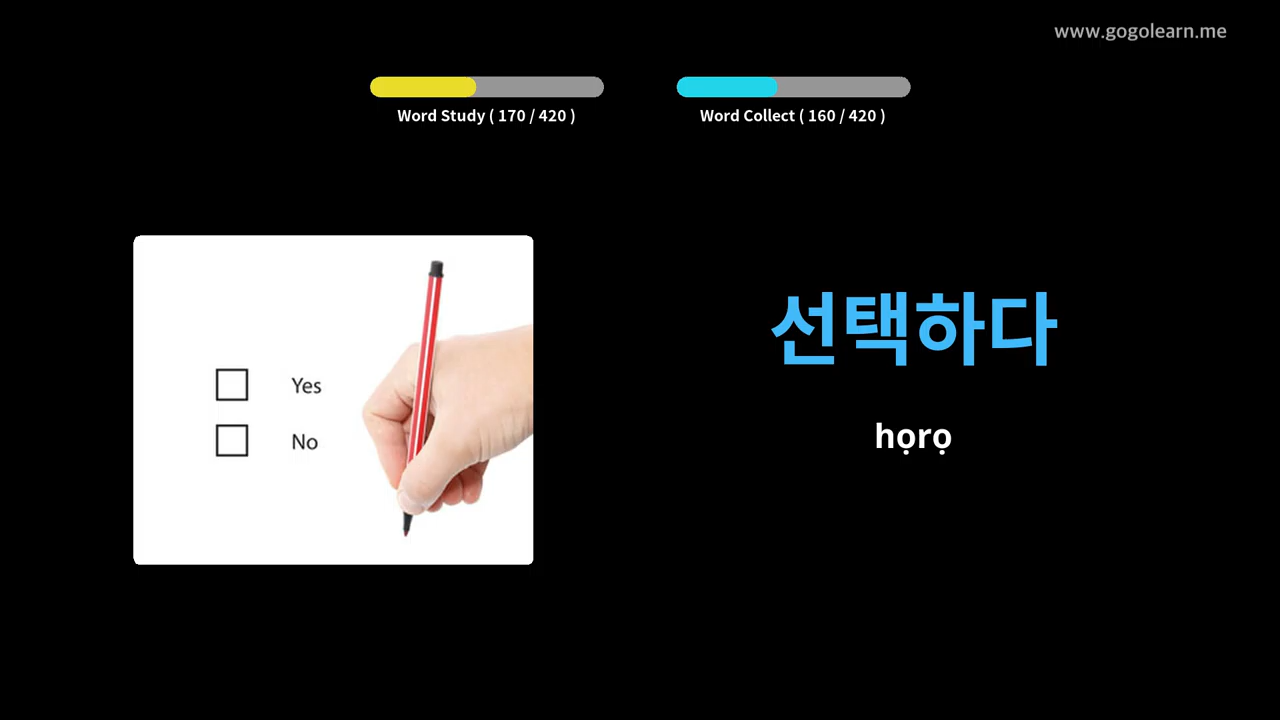 www.gogolearn.me
Word Study ( 170 / 420 )
Word Collect ( 160 / 420 )
Yes
No
선택하다
họrọ